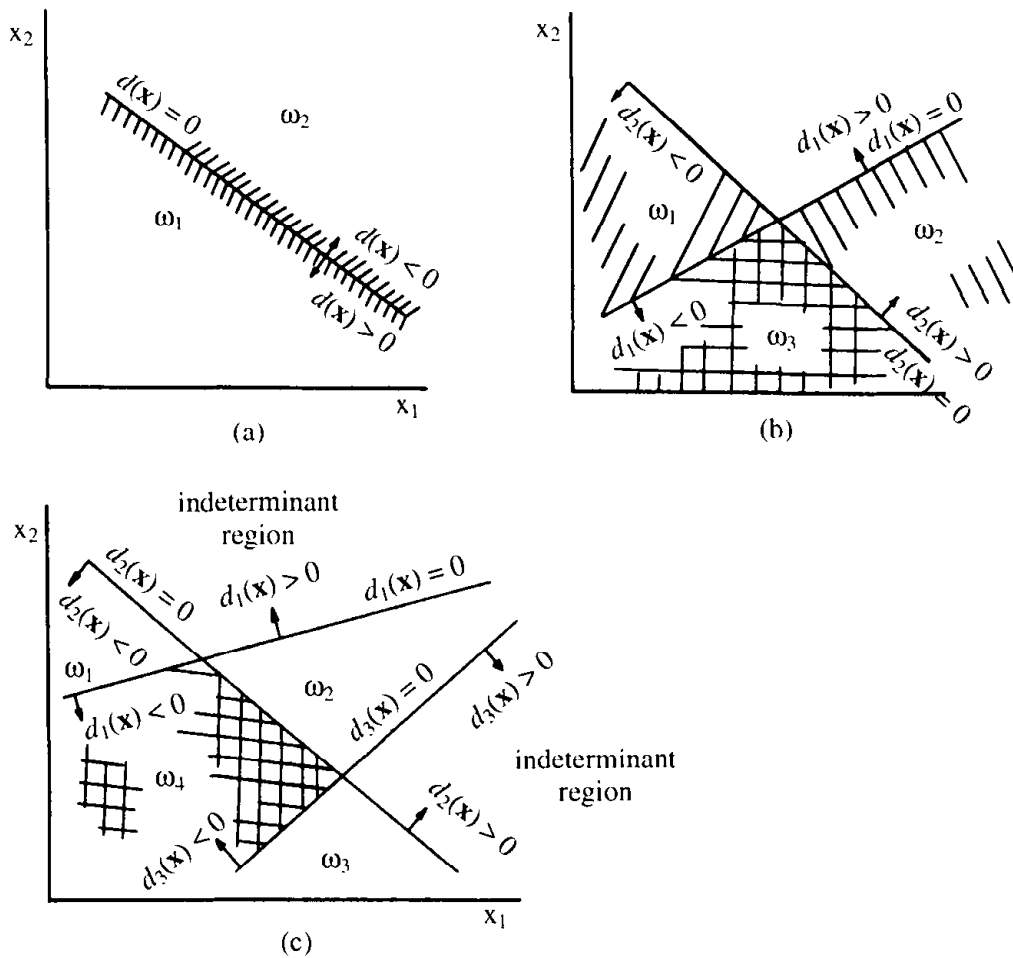 x₂
d(x) = 0
ω₂
ω₁
d(x) < 0
d(x) > 0
x₁
(a)
x₂
d₂(x) < 0
d₁(x) > 0
d₁(x) = 0
ω₁
ω₂
d₁(x) < 0
ω₃
d₂(x) > 0
d₂(x) = 0
(b)
indeterminant
region
x₂
d₂(x) = 0
d₁(x) > 0
d₁(x) = 0
d₂(x) < 0
ω₁
ω₂
d₃(x) = 0
d₃(x) > 0
d₁(x) < 0
indeterminant
region
ω₄
d₂(x) > 0
d₃(x) < 0
ω₃
x₁
(c)